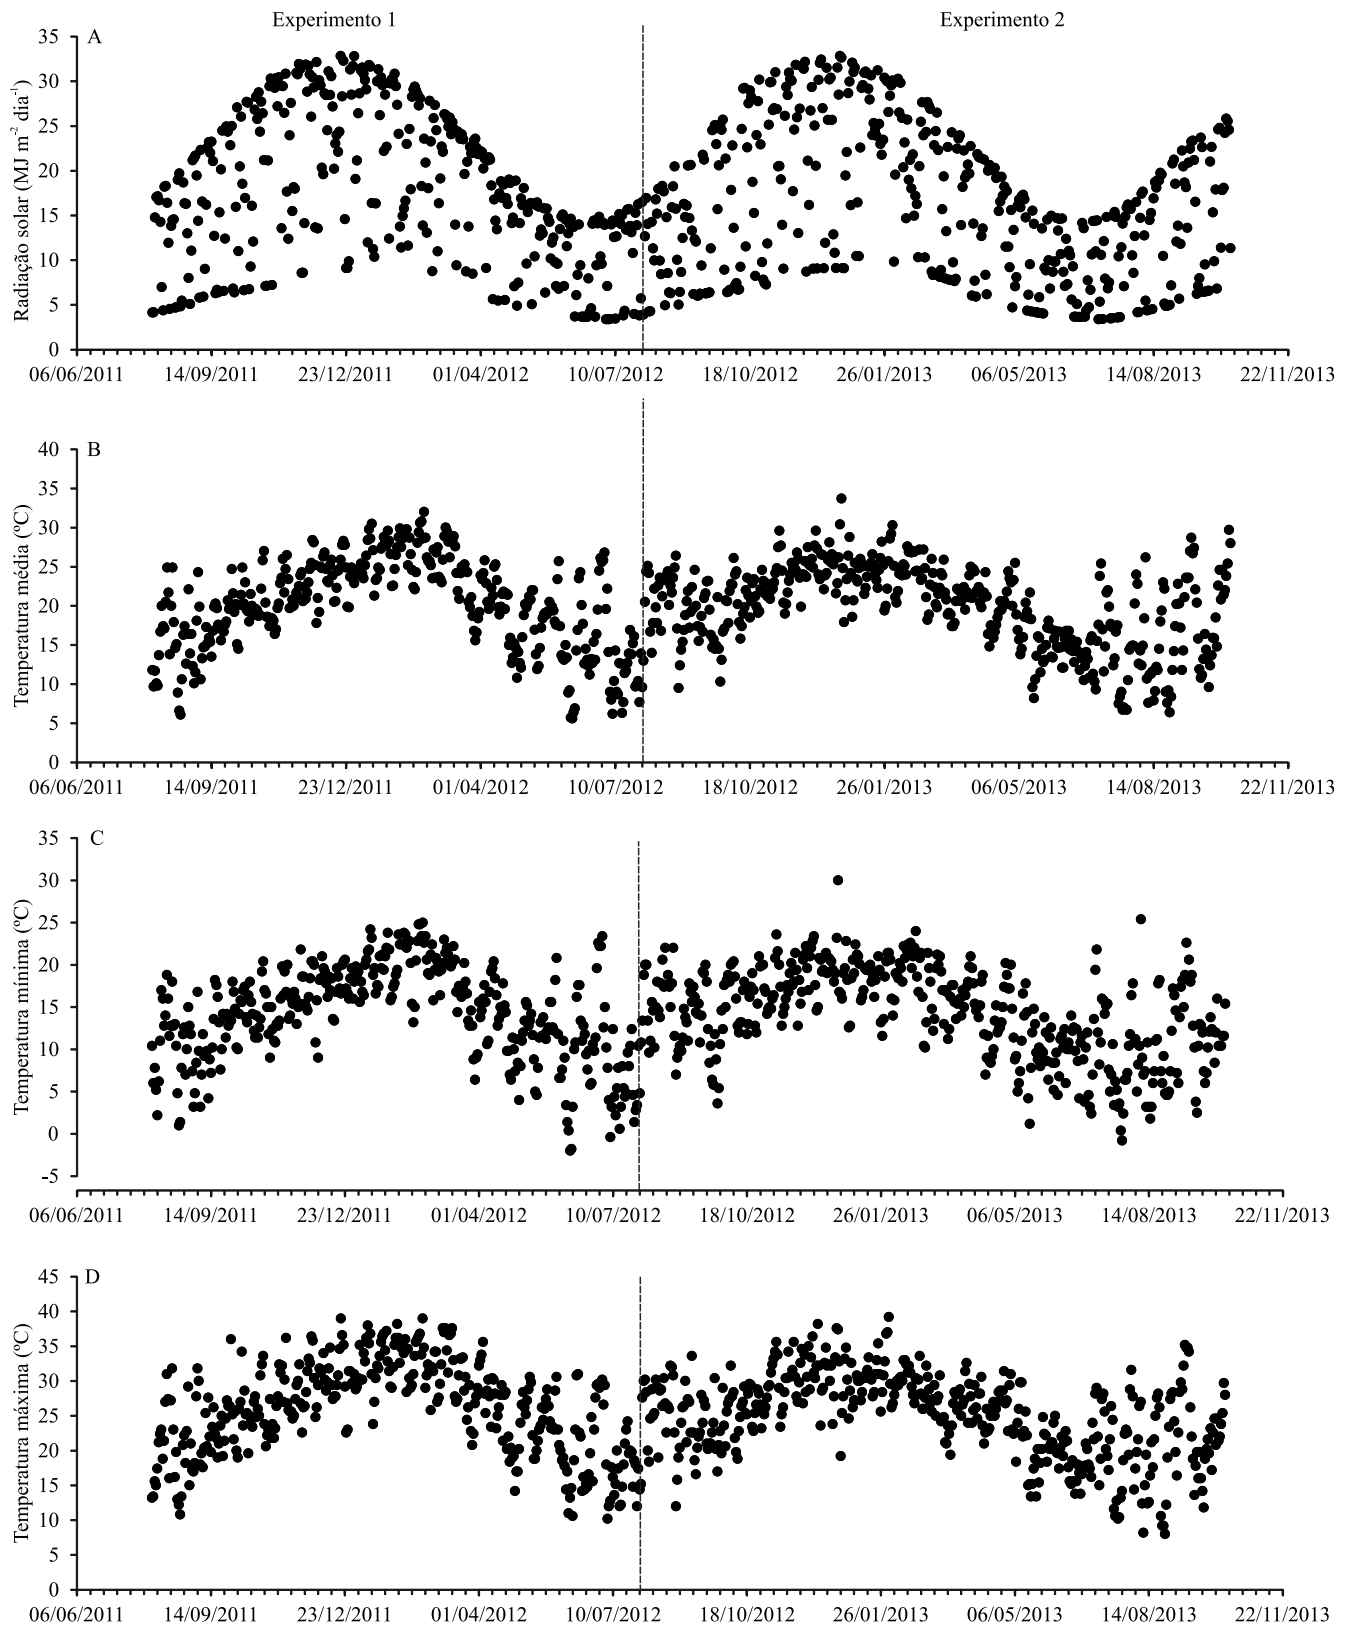 Experimento 1 Experimento 2
A
Radiação solar (MJ m⁻² dia⁻¹)
35
30
25
20
15
10
5
0
06/06/2011 14/09/2011 23/12/2011 01/04/2012 10/07/2012 18/10/2012 26/01/2013 06/05/2013 14/08/2013 22/11/2013
B
Temperatura média (ºC)
40
35
30
25
20
15
10
5
0
06/06/2011 14/09/2011 23/12/2011 01/04/2012 10/07/2012 18/10/2012 26/01/2013 06/05/2013 14/08/2013 22/11/2013
C
Temperatura mínima (ºC)
35
30
25
20
15
10
5
0
-5
06/06/2011 14/09/2011 23/12/2011 01/04/2012 10/07/2012 18/10/2012 26/01/2013 06/05/2013 14/08/2013 22/11/2013
D
Temperatura máxima (ºC)
45
40
35
30
25
20
15
10
5
0
06/06/2011 14/09/2011 23/12/2011 01/04/2012 10/07/2012 18/10/2012 26/01/2013 06/05/2013 14/08/2013 22/11/2013